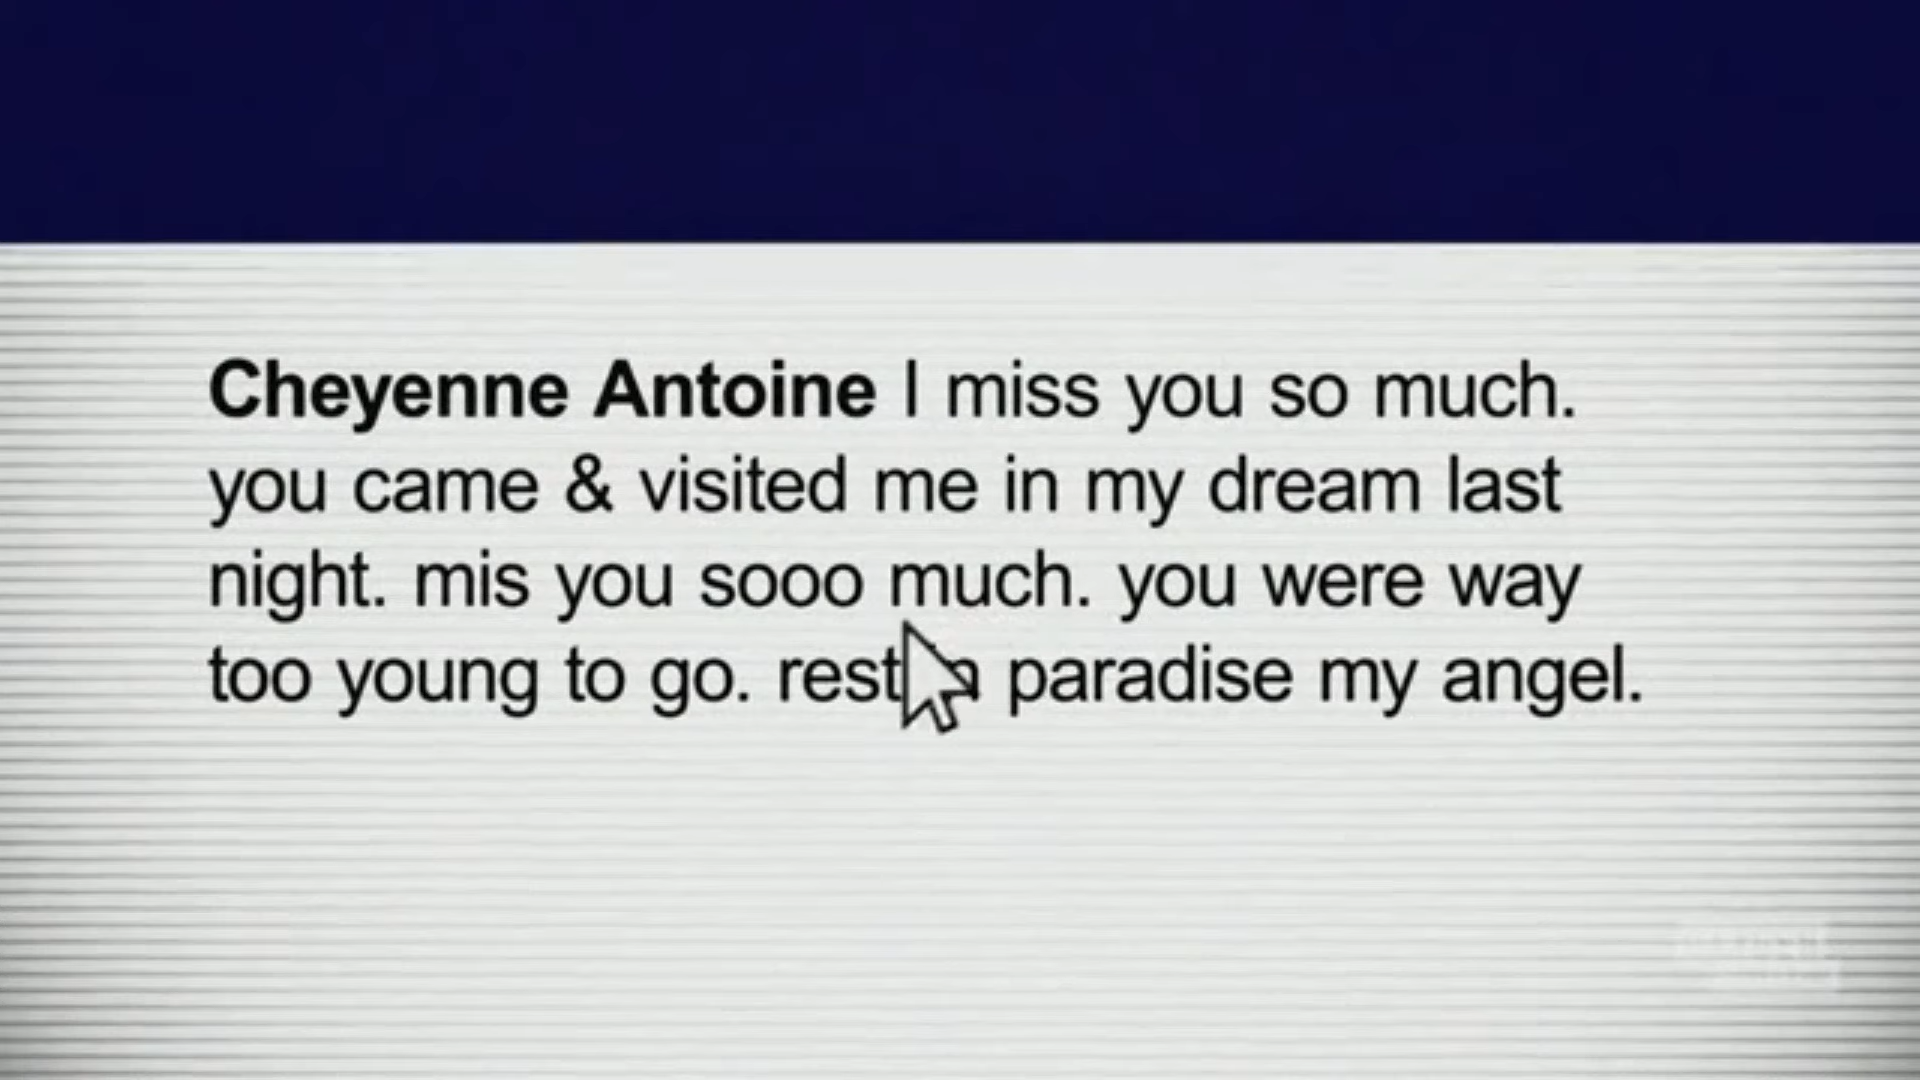 Cheyenne Antoine I miss you so much.
you came & visited me in my dream last
night. mis you sooo much. you were way
too young to go. rest paradise my angel.